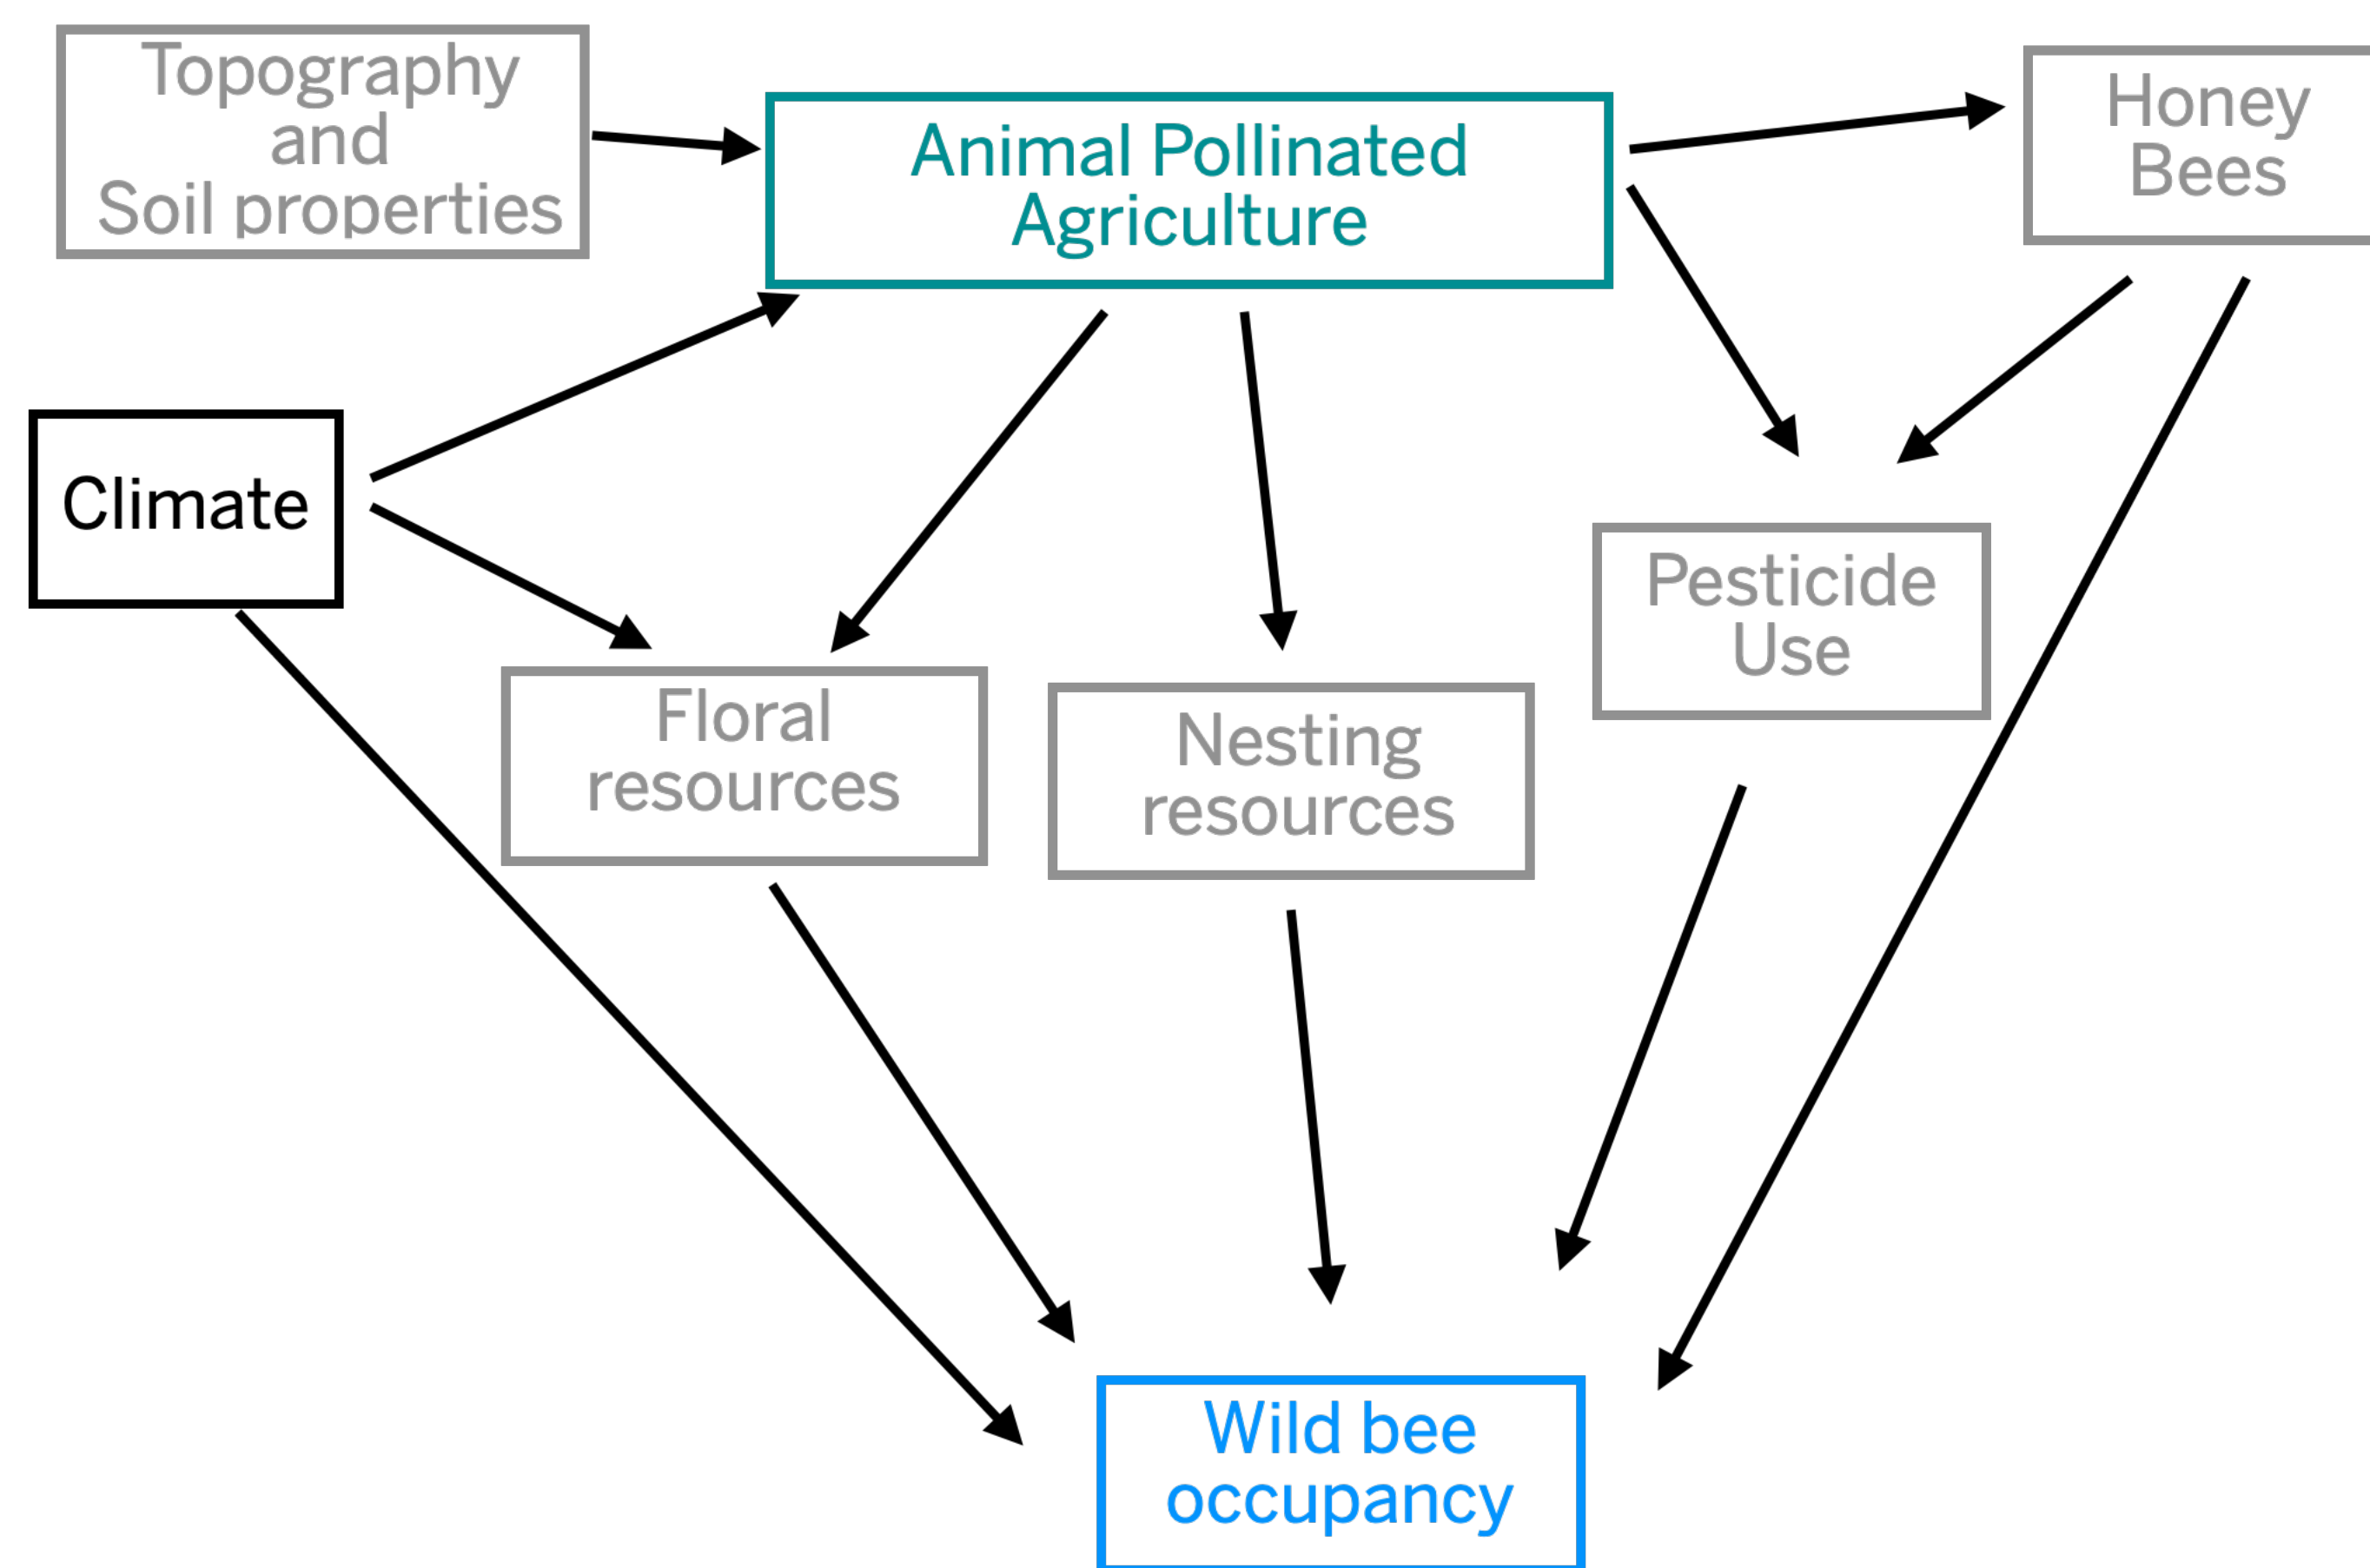 Topography
and
Soil properties
Animal Pollinated
Agriculture
Honey
Bees
Climate
Pesticide
Use
Floral
resources
Nesting
resources
Wild bee
occupancy